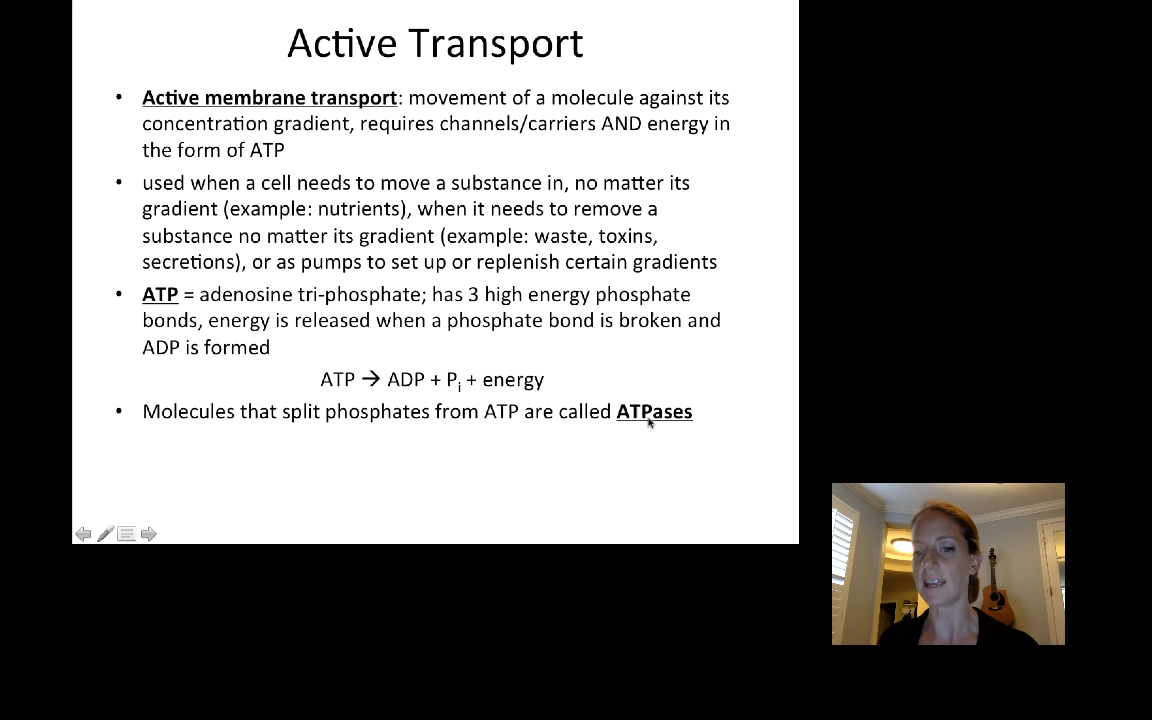 Active Transport
• Active membrane transport: movement of a molecule against its
concentration gradient, requires channels/carriers AND energy in
the form of ATP
• used when a cell needs to move a substance in, no matter its
gradient (example: nutrients), when it needs to remove a
substance no matter its gradient (example: waste, toxins,
secretions), or as pumps to set up or replenish certain gradients
• ATP = adenosine tri-phosphate; has 3 high energy phosphate
bonds, energy is released when a phosphate bond is broken and
ADP is formed
ATP → ADP + Pi + energy
• Molecules that split phosphates from ATP are called ATPases